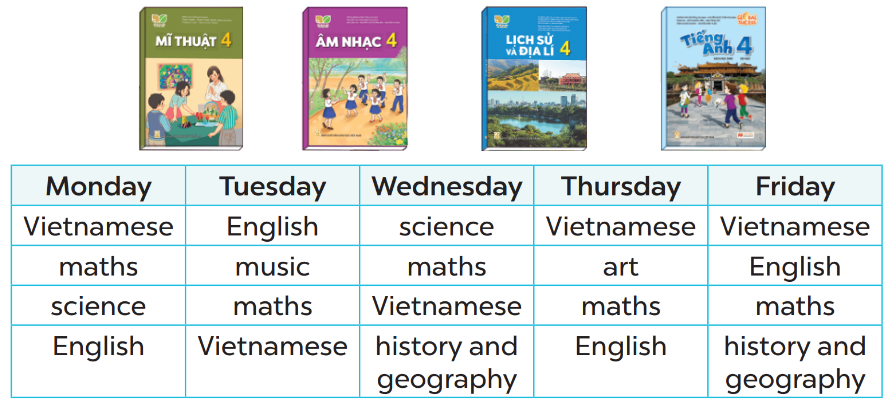 MĨ THUẬT 4
ÂM NHẠC 4
LỊCH SỬ
VÀ ĐỊA LÍ 4
Tiếng
Anh 4
Monday Tuesday Wednesday Thursday Friday
Vietnamese English science Vietnamese Vietnamese
maths music maths art English
science maths Vietnamese maths maths
English Vietnamese history and geography English history and geography